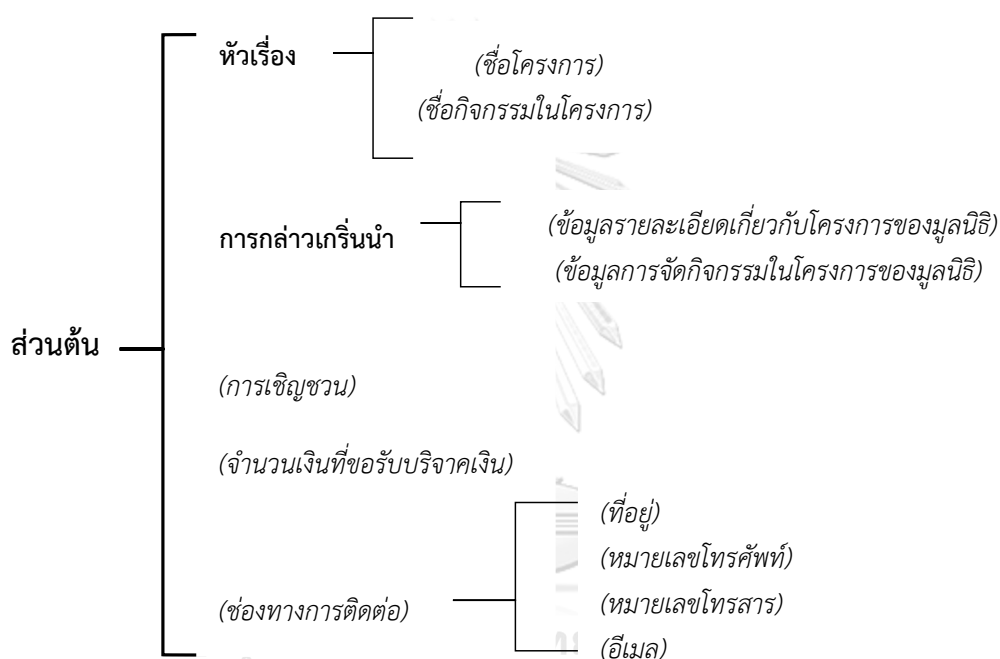 หัวเรื่อง
(ชื่อโครงการ)
(ชื่อกิจกรรมในโครงการ)
การกล่าวเกริ่นนำ
(ข้อมูลรายละเอียดเกี่ยวกับโครงการของมูลนิธิ)
(ข้อมูลการจัดกิจกรรมในโครงการของมูลนิธิ)
ส่วนต้น
(การเชิญชวน)
(จำนวนเงินที่ขอรับบริจาคเงิน)
(ช่องทางการติดต่อ)
(ที่อยู่)
(หมายเลขโทรศัพท์)
(หมายเลขโทรสาร)
(อีเมล)